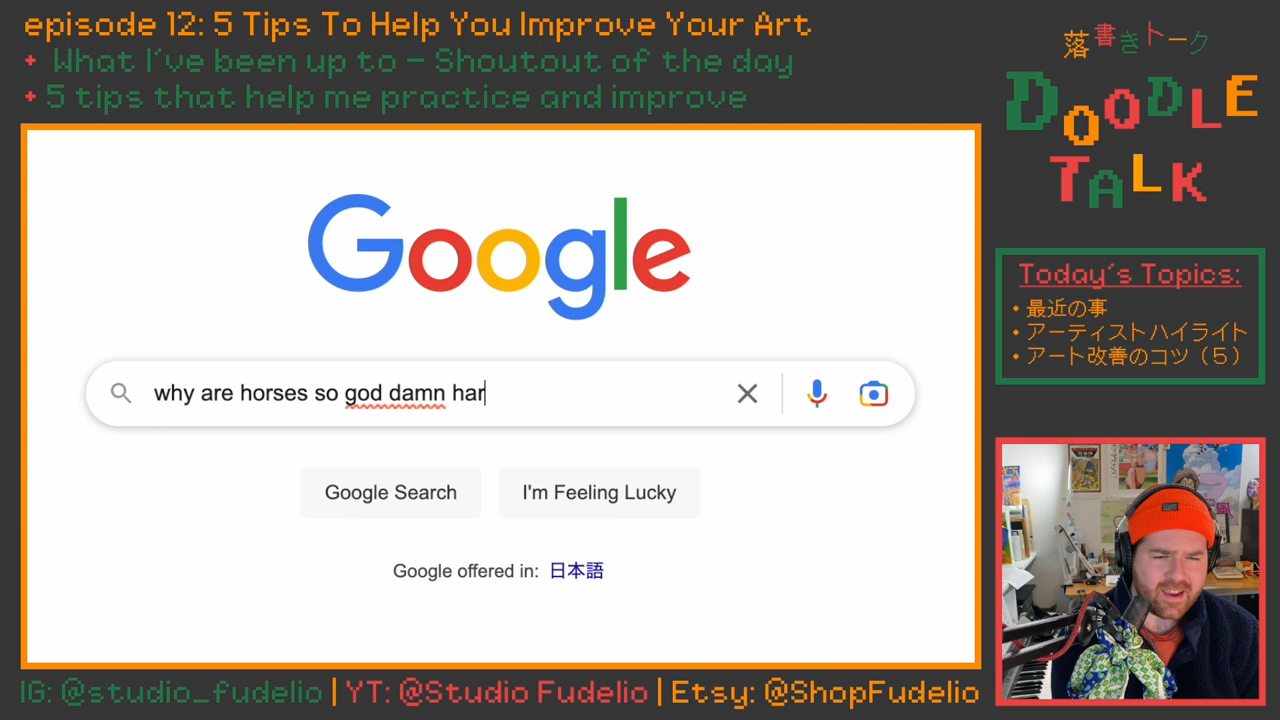 episode 12: 5 Tips To Help You Improve Your Art
+ What I've been up to - Shoutout of the day
+ 5 tips that help me practice and improve
落書きトーク
DOODLE
TALK
Google
why are horses so god damn har
Google Search
I'm Feeling Lucky
Google offered in: 日本語
Today's Topics:
• 最近の事
• アーティストハイライト
• アート改善のコツ（5）
IG: @studio_fudelio | YT: @Studio Fudelio | Etsy: @ShopFudelio